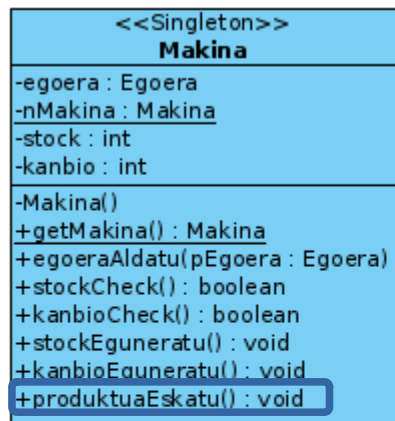 <<Singleton>>
Makina
-egoera : Egoera
-nMakina : Makina
-stock : int
-kanbio : int
-Makina()
+getMakina() : Makina
+egoeraAldatu(pEgoera : Egoera)
+stockCheck() : boolean
+kanbioCheck() : boolean
+stockEguneratu() : void
+kanbioEguneratu() : void
+produktuaEskatu() : void